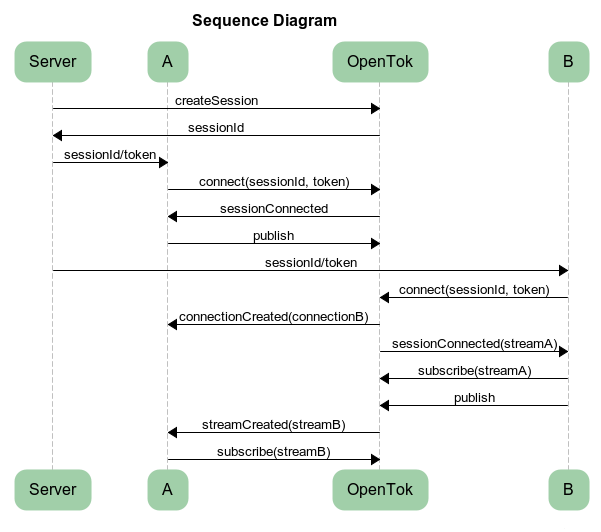 Sequence Diagram
Server A OpenTok B
createSession
sessionId
sessionId/token
connect(sessionId, token)
sessionConnected
publish
sessionId/token
connect(sessionId, token)
connectionCreated(connectionB)
sessionConnected(streamA)
subscribe(streamA)
publish
streamCreated(streamB)
subscribe(streamB)
Server A OpenTok B